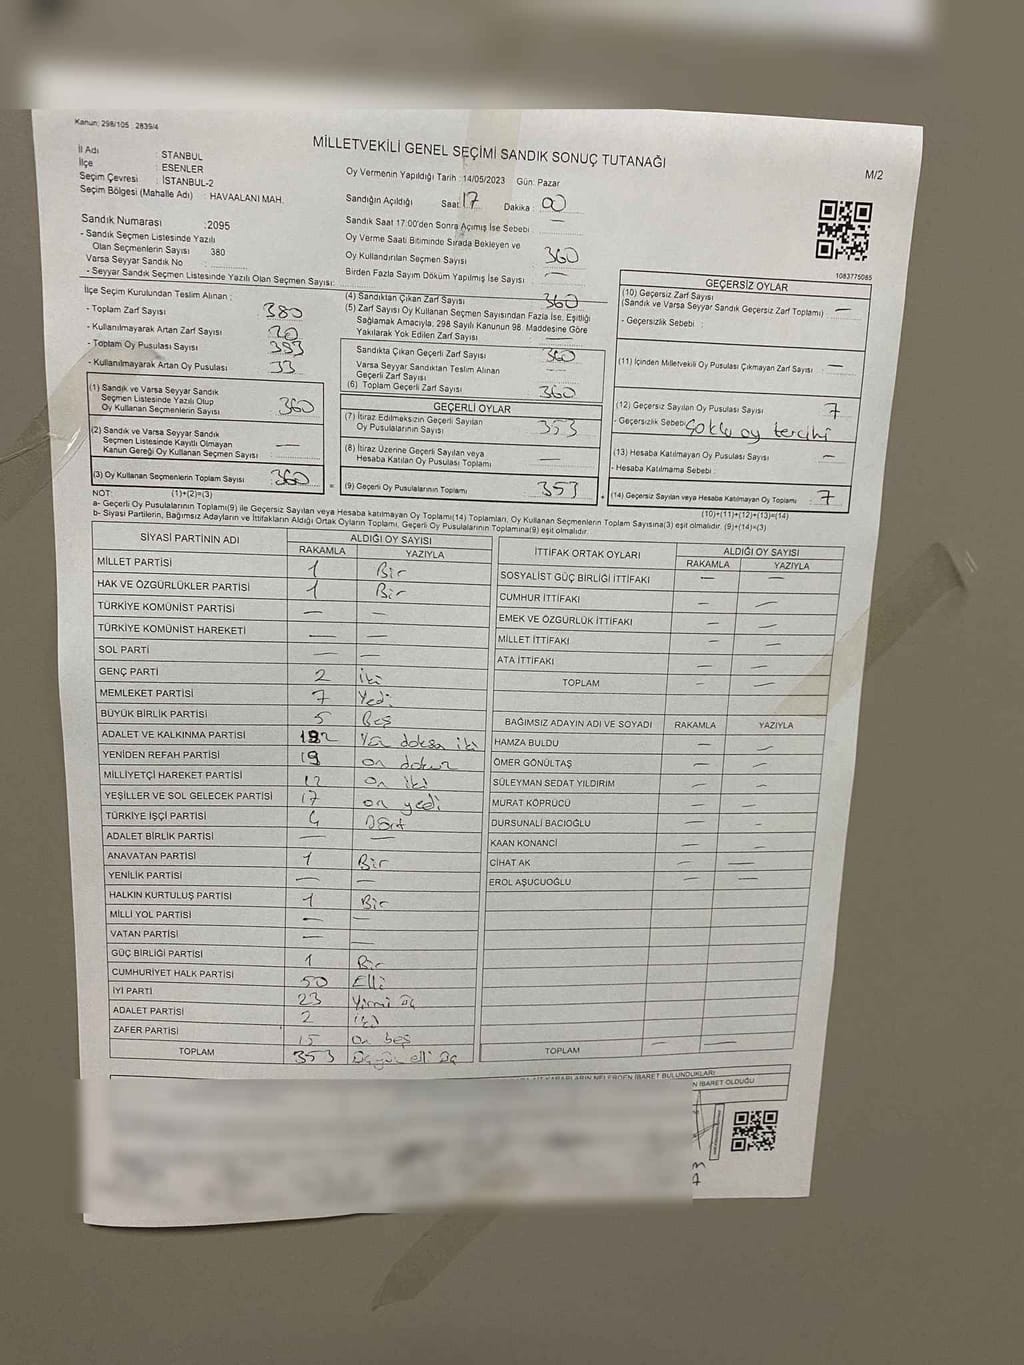 Kanun: 298/105 : 2839/4
MİLLETVEKİLİ GENEL SEÇİMİ SANDIK SONUÇ TUTANAĞI
M/2
İl Adı : STANBUL
İlçe : ESENLER
Seçim Çevresi : İSTANBUL-2
Seçim Bölgesi (Mahalle Adı) : HAVAALANI MAH.
Oy Vermenin Yapıldığı Tarih : 14/05/2023 Gün: Pazar
Sandığın Açıldığı Saat: 17 Dakika : 00
Sandık Saat 17:00'den Sonra Açımış İse Sebebi : —
Oy Verme Saati Bitiminde Sırada Bekleyen ve
Oy Kullandırılan Seçmen Sayısı : 360
Birden Fazla Sayım Döküm Yapılmış İse Sayısı : —
Sandık Numarası : 2095
- Sandık Seçmen Listesinde Yazılı
Olan Seçmenlerin Sayısı 380
Varsa Seyyar Sandık No :
- Seyyar Sandık Seçmen Listesinde Yazılı Olan Seçmen Sayısı:
1083775085
İlçe Seçim Kurulundan Teslim Alınan :
- Toplam Zarf Sayısı : 380
- Kullanılmayarak Artan Zarf Sayısı : 20
- Toplam Oy Pusulası Sayısı : 393
- Kullanılmayarak Artan Oy Pusulası : 33
(1) Sandık ve Varsa Seyyar Sandık
Seçmen Listesinde Yazılı Olup
Oy Kullanan Seçmenlerin Sayısı : 360
(2) Sandık ve Varsa Seyyar Sandık
Seçmen Listesinde Kayıtlı Olmayan
Kanun Gereği Oy Kullanan Seçmen Sayısı : —
(3) Oy Kullanan Seçmenlerin Toplam Sayısı : 360
(4) Sandıktan Çıkan Zarf Sayısı : 360
(5) Zarf Sayısı Oy Kullanan Seçmen Sayısından Fazla İse, Eşitliği
Sağlamak Amacıyla, 298 Sayılı Kanunun 98. Maddesine Göre
Yakılarak Yok Edilen Zarf Sayısı : —
Sandıkta Çıkan Geçerli Zarf Sayısı : 360
Varsa Seyyar Sandıktan Teslim Alınan
Geçerli Zarf Sayısı : —
(6) Toplam Geçerli Zarf Sayısı : 360
GEÇERLİ OYLAR
(7) İtiraz Edilmeksizin Geçerli Sayılan
Oy Pusulalarının Sayısı : 353
(8) İtiraz Üzerine Geçerli Sayılan veya
Hesaba Katılan Oy Pusulası Toplamı : —
(9) Geçerli Oy Pusulalarının Toplamı : 353
GEÇERSİZ OYLAR
(10) Geçersiz Zarf Sayısı
(Sandık ve Varsa Seyyar Sandık Geçersiz Zarf Toplamı) : —
- Geçersizlik Sebebi :
(11) İçinden Milletvekili Oy Pusulası Çıkmayan Zarf Sayısı : —
(12) Geçersiz Sayılan Oy Pusulası Sayısı : 7
- Geçersizlik Sebebi : Çoklu oy tercihi
(13) Hesaba Katılmayan Oy Pusulası Sayısı : —
- Hesaba Katılmama Sebebi :
(14) Geçersiz Sayılan veya Hesaba Katılmayan Oy Toplamı : 7
NOT: (1)+(2)=(3)
(10)+(11)+(12)+(13)=(14)
a- Geçerli Oy Pusulalarının Toplamı(9) ile Geçersiz Sayılan veya Hesaba katılmayan Oy Toplamı(14) Toplamları, Oy Kullanan Seçmenlerin Toplam Sayısına(3) eşit olmalıdır. (9)+(14)=(3)
b- Siyasi Partilerin, Bağımsız Adayların ve İttifakların Aldığı Ortak Oyların Toplamı, Geçerli Oy Pusulalarının Toplamına(9) eşit olmalıdır.
SİYASİ PARTİNİN ADI ALDIĞI OY SAYISI
RAKAMLA YAZIYLA
MİLLET PARTİSİ 1 Bir
HAK VE ÖZGÜRLÜKLER PARTİSİ 1 Bir
TÜRKİYE KOMÜNİST PARTİSİ — —
TÜRKİYE KOMÜNİST HAREKETİ — —
SOL PARTİ — —
GENÇ PARTİ 2 iki
MEMLEKET PARTİSİ 7 Yedi
BÜYÜK BİRLİK PARTİSİ 5 Beş
ADALET VE KALKINMA PARTİSİ 192 iki
YENİDEN REFAH PARTİSİ 19 on dokuz
MİLLİYETÇİ HAREKET PARTİSİ 12 on iki
YEŞİLLER VE SOL GELECEK PARTİSİ 17 on yedi
TÜRKİYE İŞÇİ PARTİSİ 4 Dört
ADALET BİRLİK PARTİSİ — —
ANAVATAN PARTİSİ 1 Bir
YENİLİK PARTİSİ — —
HALKIN KURTULUŞ PARTİSİ 1 Bir
MİLLİ YOL PARTİSİ — —
VATAN PARTİSİ — —
GÜÇ BİRLİĞİ PARTİSİ 1 Bir
CUMHURİYET HALK PARTİSİ 50 Elli
İYİ PARTİ 23 Yirmi üç
ADALET PARTİSİ 2 iki
ZAFER PARTİSİ 15 on beş
TOPLAM 353 Üçyüz elli üç
İTTİFAK ORTAK OYLARI ALDIĞI OY SAYISI
RAKAMLA YAZIYLA
SOSYALİST GÜÇ BİRLİĞİ İTTİFAKI — —
CUMHUR İTTİFAKI — —
EMEK VE ÖZGÜRLÜK İTTİFAKI — —
MİLLET İTTİFAKI — —
ATA İTTİFAKI — —
TOPLAM — —
BAĞIMSIZ ADAYIN ADI VE SOYADI RAKAMLA YAZIYLA
HAMZA BULDU — —
ÖMER GÖNÜLTAŞ — —
SÜLEYMAN SEDAT YILDIRIM — —
MURAT KÖPRÜCÜ — —
DURSUNALİ BACIOĞLU — —
KAAN KONANCİ — —
CİHAT AK — —
EROL AŞUCUOĞLU — —
TOPLAM — —
NELERDEN İBARET BULUNDUKLARI
N İBARET OLDUĞU